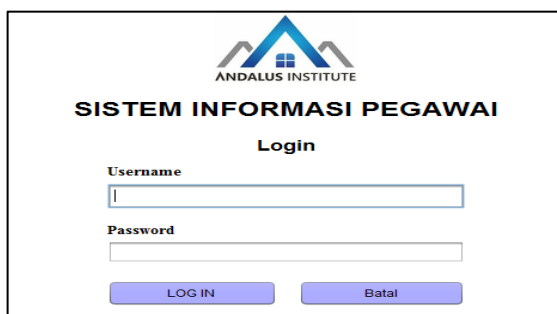 ANDALUS INSTITUTE
SISTEM INFORMASI PEGAWAI
Login
Username
Password
LOG IN Batal